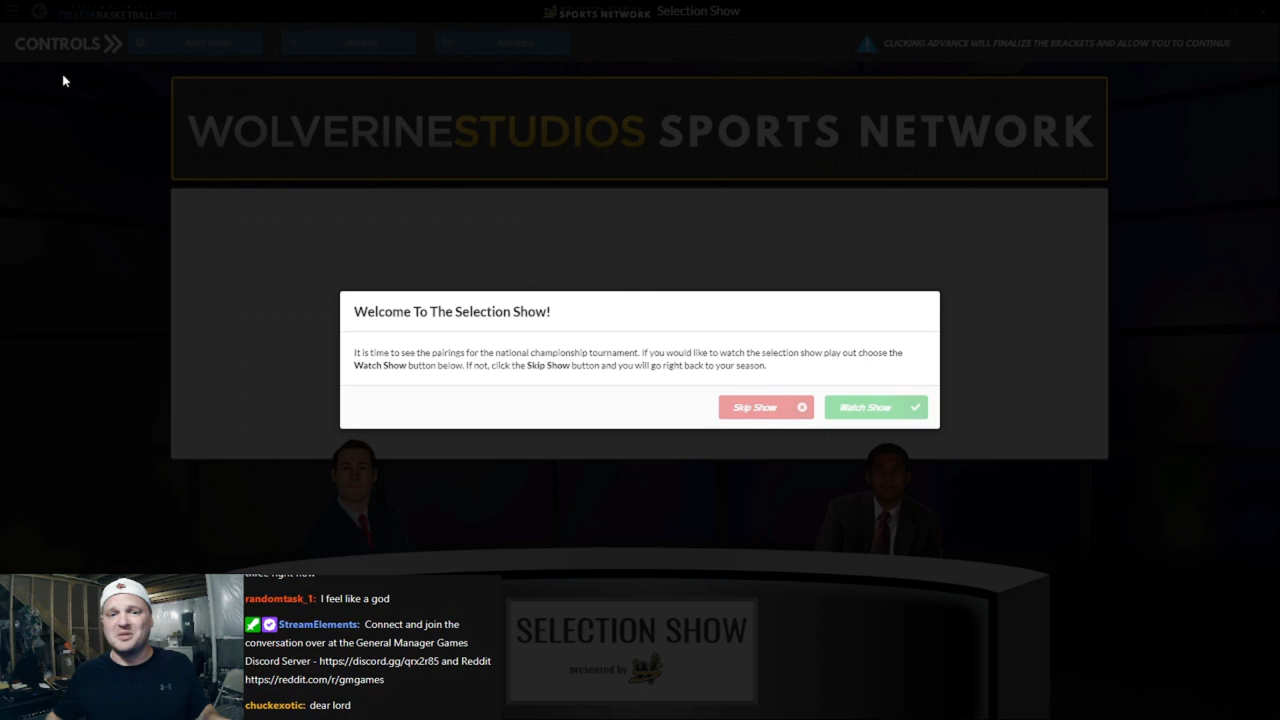 COLLEGEBASKETBALL2021
SPORTS NETWORK Selection Show
CONTROLS
Advance
CLICKING ADVANCE WILL FINALIZE THE BRACKETS AND ALLOW YOU TO CONTINUE
WOLVERINESTUDIOS SPORTS NETWORK
Welcome To The Selection Show!
It is time to see the pairings for the national championship tournament. If you would like to watch the selection show play out choose the
Watch Show button below. If not, click the Skip Show button and you will go right back to your season.
Skip Show
Watch Show
randomtask_1: I feel like a god
StreamElements: Connect and join the
conversation over at the General Manager Games
Discord Server - https://discord.gg/qrx2r85 and Reddit
https://reddit.com/r/gmgames
chuckexotic: dear lord
SELECTION SHOW
presented by